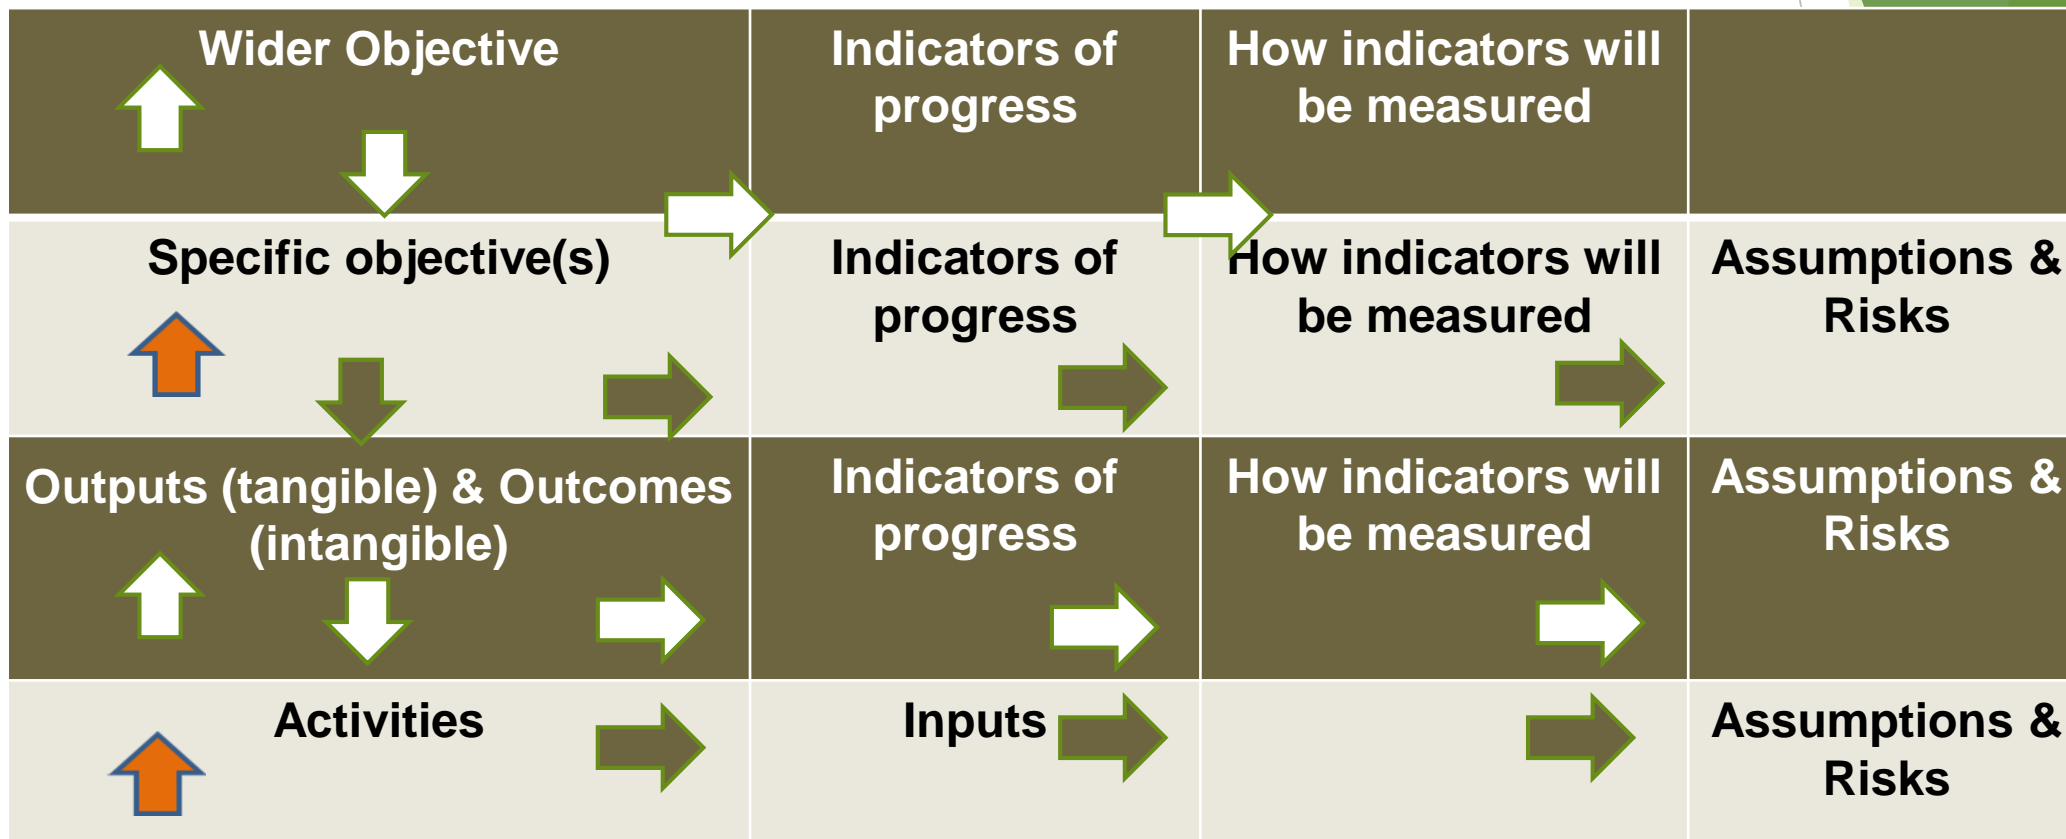 Wider Objective
Indicators of
progress
How indicators will
be measured
Specific objective(s)
Indicators of
progress
How indicators will
be measured
Assumptions &
Risks
Outputs (tangible) & Outcomes
(intangible)
Indicators of
progress
How indicators will
be measured
Assumptions &
Risks
Activities
Inputs
Assumptions &
Risks